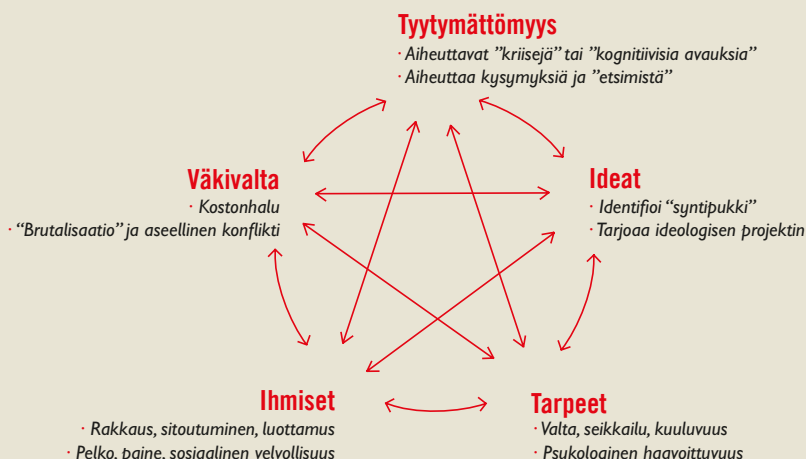 Tyytymättömyys
· Aiheuttavat ”kriisejä” tai ”kognitiivisia avauksia”
· Aiheuttaa kysymyksiä ja ”etsimistä”
Väkivalta
· Kostonhalu
· “Brutalisaatio” ja aseellinen konflikti
Ideat
· Identifioi “syntipukki”
· Tarjoaa ideologisen projektin
Ihmiset
· Rakkaus, sitoutuminen, luottamus
· Pelko, paine, sosiaalinen velvollisuus
Tarpeet
· Valta, seikkailu, kuuluvuus
· Psykologinen haavoittuvuus